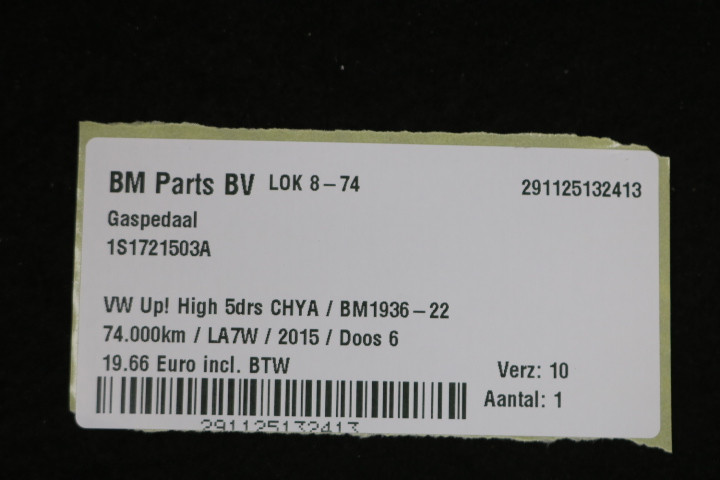 BM Parts BV LOK 8-74 291125132413
Gaspedaal
1S1721503A
VW Up! High 5drs CHYA / BM1936-22
74.000km / LA7W / 2015 / Doos 6
19.66 Euro incl. BTW Verz: 10
Aantal: 1
291125132413